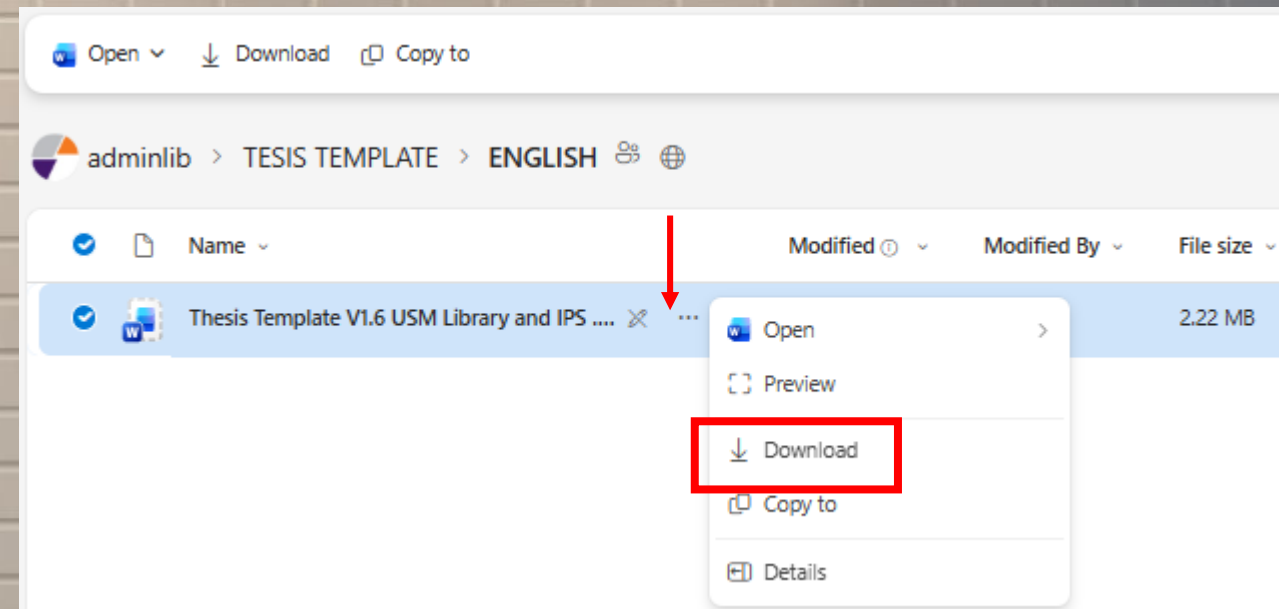 Open Download Copy to
adminlib > TESIS TEMPLATE > ENGLISH
Name Modified Modified By File size
Thesis Template V1.6 USM Library and IPS .... ... 2.22 MB
Open
Preview
Download
Copy to
Details